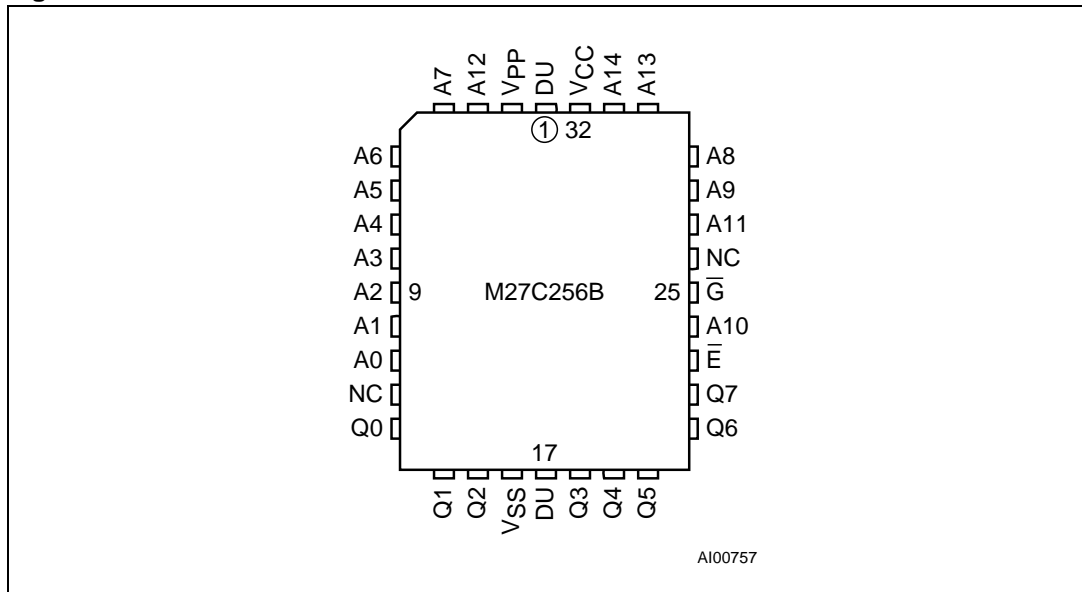 A7 A12 VPP DU VCC A14 A13
1 32
A6 A8
A5 A9
A4 A11
A3 NC
A2 9 M27C256B 25 G̅
A1 A10
A0 E̅
NC Q7
Q0 Q6
17
Q1 Q2 VSS DU Q3 Q4 Q5
AI00757